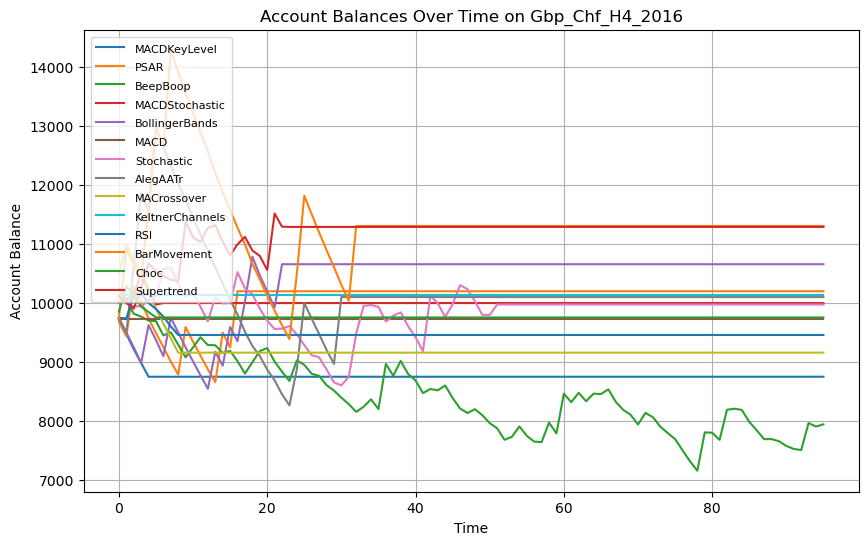 Account Balances Over Time on Gbp_Chf_H4_2016
MACDKeyLevel
PSAR
BeepBoop
MACDStochastic
BollingerBands
MACD
Stochastic
AlegAATr
MACrossover
KeltnerChannels
RSI
BarMovement
Choc
Supertrend
14000
13000
12000
11000
10000
9000
8000
7000
Account Balance
0 20 40 60 80
Time